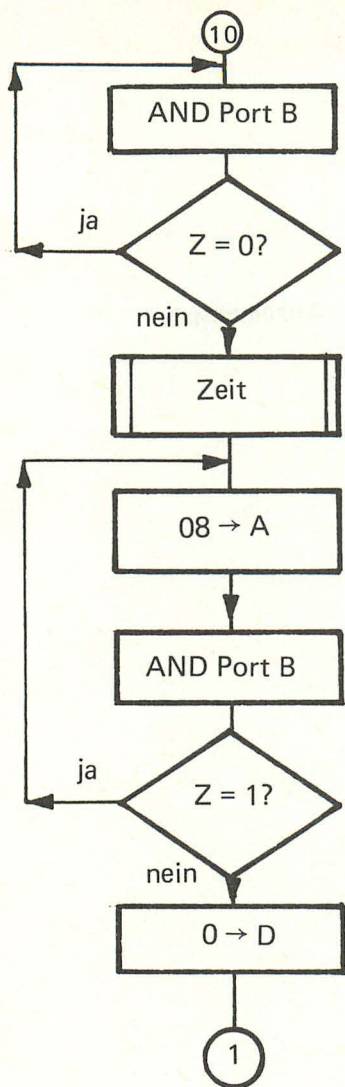 10
AND Port B
ja
Z = 0?
nein
Zeit
08 → A
AND Port B
ja
Z = 1?
nein
0 → D
1